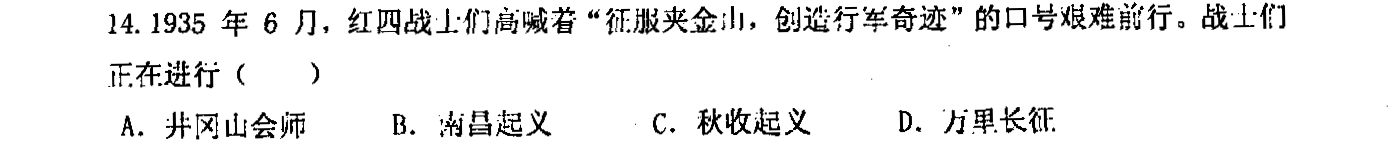 14. 1935 年 6 月，红四战士们高喊着“征服夹金山，创造行军奇迹”的口号艰难前行。战士们
正在进行（　　）
A. 井冈山会师　　B. 南昌起义　　C. 秋收起义　　D. 万里长征